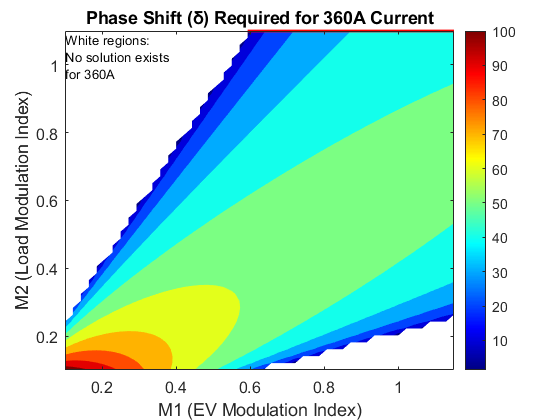 Phase Shift (δ) Required for 360A Current
White regions:
No solution exists
for 360A
M2 (Load Modulation Index)
1
0.8
0.6
0.4
0.2
0.2 0.4 0.6 0.8 1
M1 (EV Modulation Index)
100
90
80
70
60
50
40
30
20
10